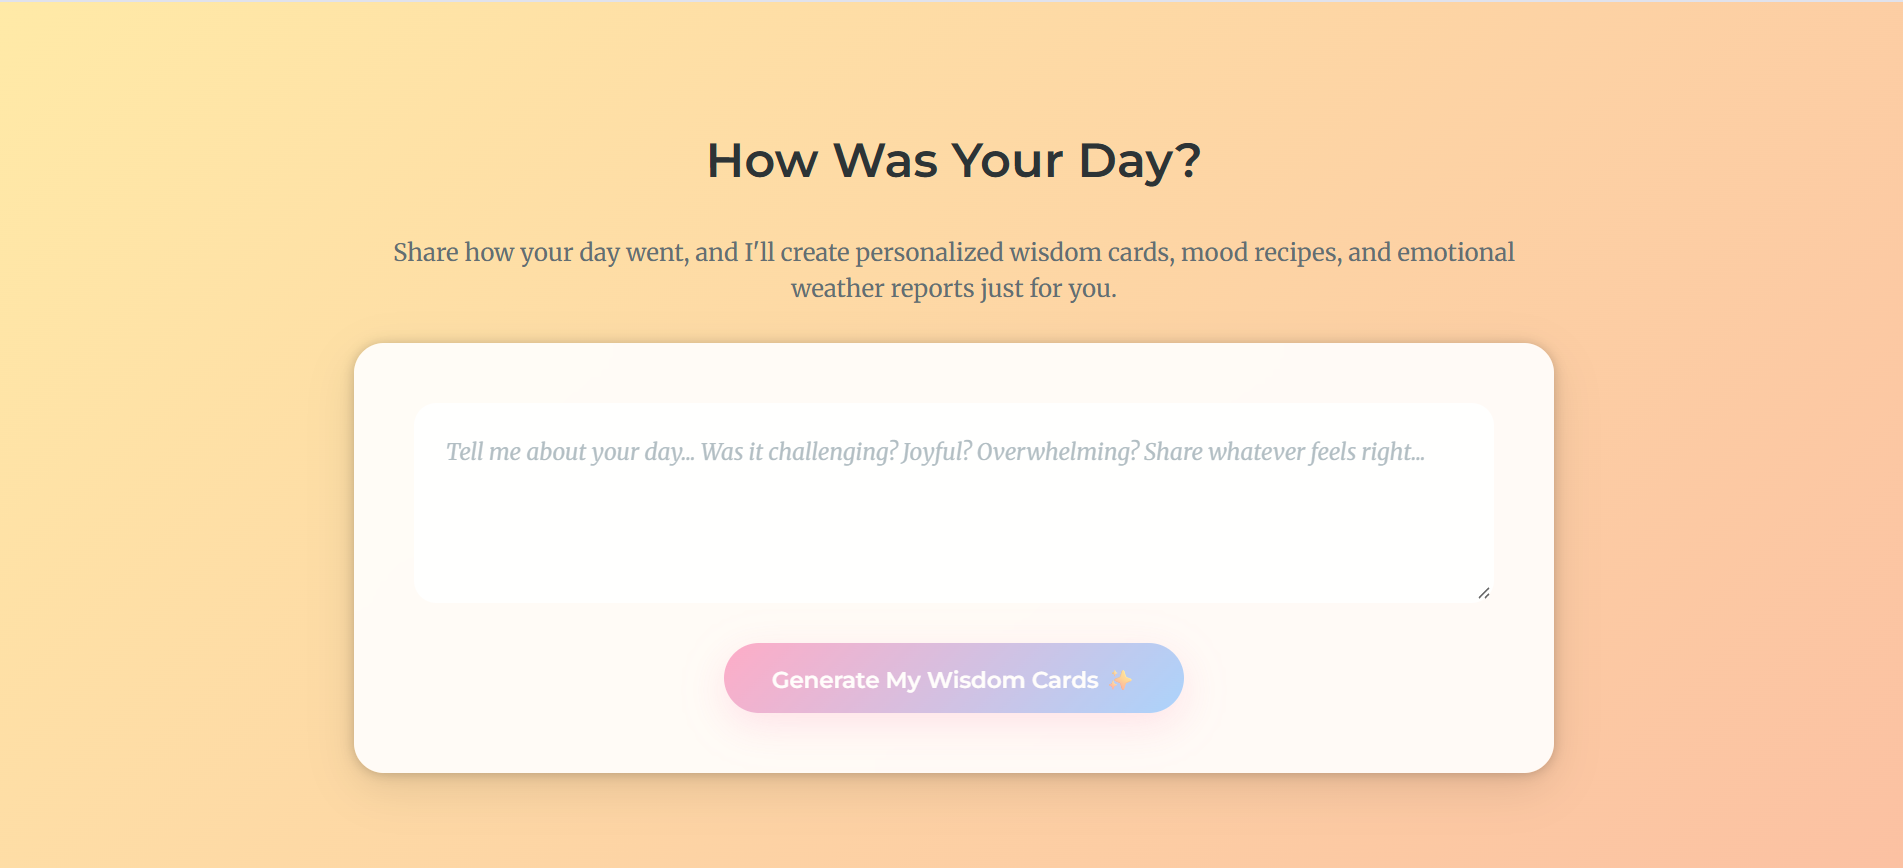 How Was Your Day?
Share how your day went, and I'll create personalized wisdom cards, mood recipes, and emotional
weather reports just for you.
Tell me about your day... Was it challenging? Joyful? Overwhelming? Share whatever feels right...
Generate My Wisdom Cards ✨